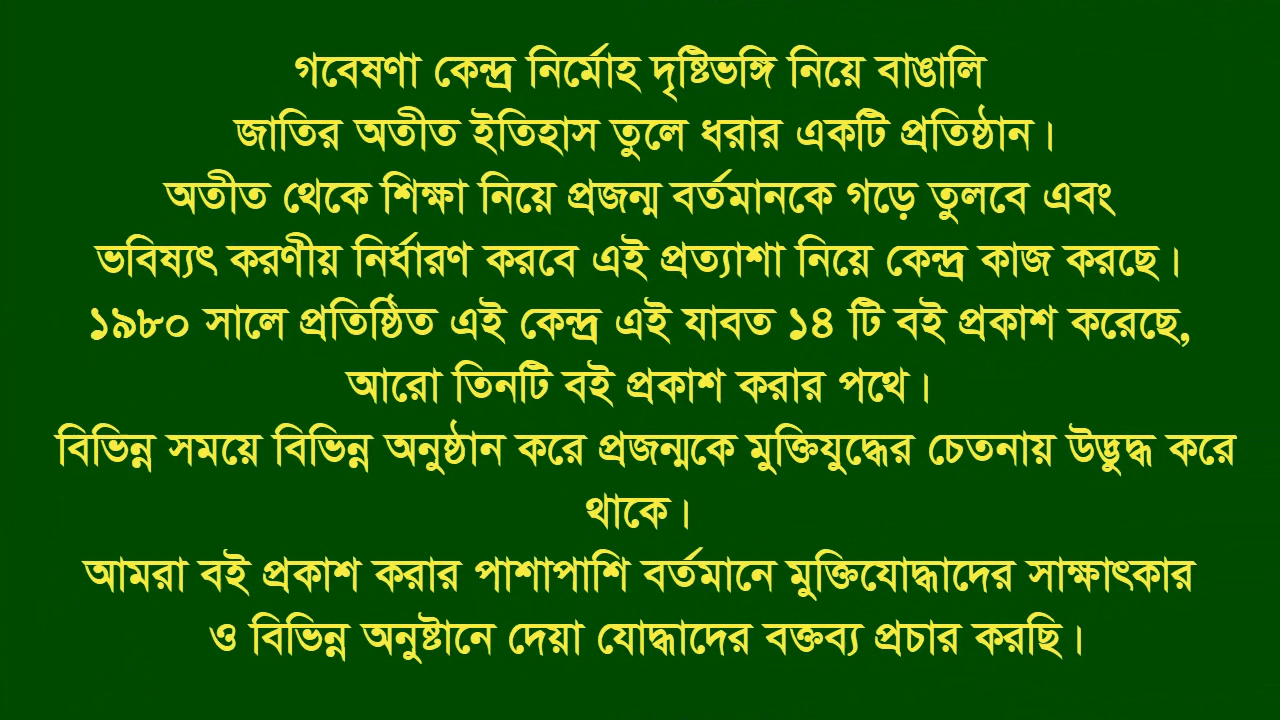 গবেষণা কেন্দ্র নির্মোহ দৃষ্টিভঙ্গি নিয়ে বাঙালি
জাতির অতীত ইতিহাস তুলে ধরার একটি প্রতিষ্ঠান।
অতীত থেকে শিক্ষা নিয়ে প্রজন্ম বর্তমানকে গড়ে তুলবে এবং
ভবিষ্যৎ করণীয় নির্ধারণ করবে এই প্রত্যাশা নিয়ে কেন্দ্র কাজ করছে।
১৯৮০ সালে প্রতিষ্ঠিত এই কেন্দ্র এই যাবত ১৪ টি বই প্রকাশ করেছে,
আরো তিনটি বই প্রকাশ করার পথে।
বিভিন্ন সময়ে বিভিন্ন অনুষ্ঠান করে প্রজন্মকে মুক্তিযুদ্ধের চেতনায় উদ্ভুদ্ধ করে
থাকে।
আমরা বই প্রকাশ করার পাশাপাশি বর্তমানে মুক্তিযোদ্ধাদের সাক্ষাৎকার
ও বিভিন্ন অনুষ্টানে দেয়া যোদ্ধাদের বক্তব্য প্রচার করছি।